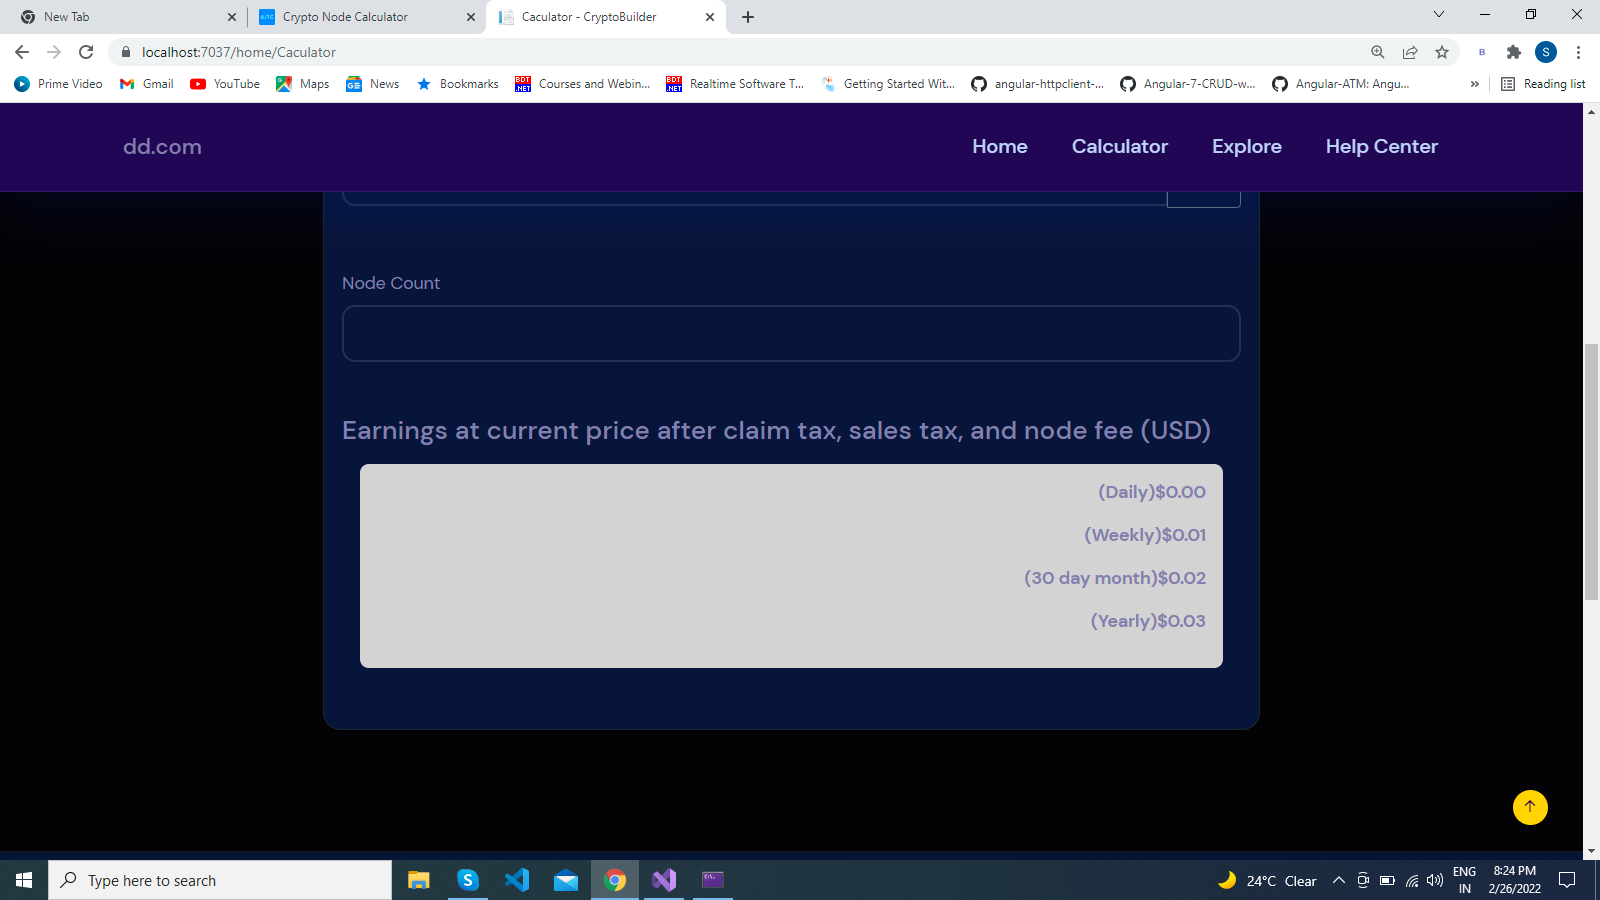 New Tab
Crypto Node Calculator
Caculator - CryptoBuilder
localhost:7037/home/Caculator
B
S
Prime Video
Gmail
YouTube
Maps
News
Bookmarks
Courses and Webin...
Realtime Software T...
Getting Started Wit...
angular-httpclient-...
Angular-7-CRUD-w...
Angular-ATM: Angu...
»
Reading list
dd.com
Home
Calculator
Explore
Help Center
Node Count
Earnings at current price after claim tax, sales tax, and node fee (USD)
(Daily)$0.00
(Weekly)$0.01
(30 day month)$0.02
(Yearly)$0.03
Type here to search
24°C Clear
ENG
IN
8:24 PM
2/26/2022